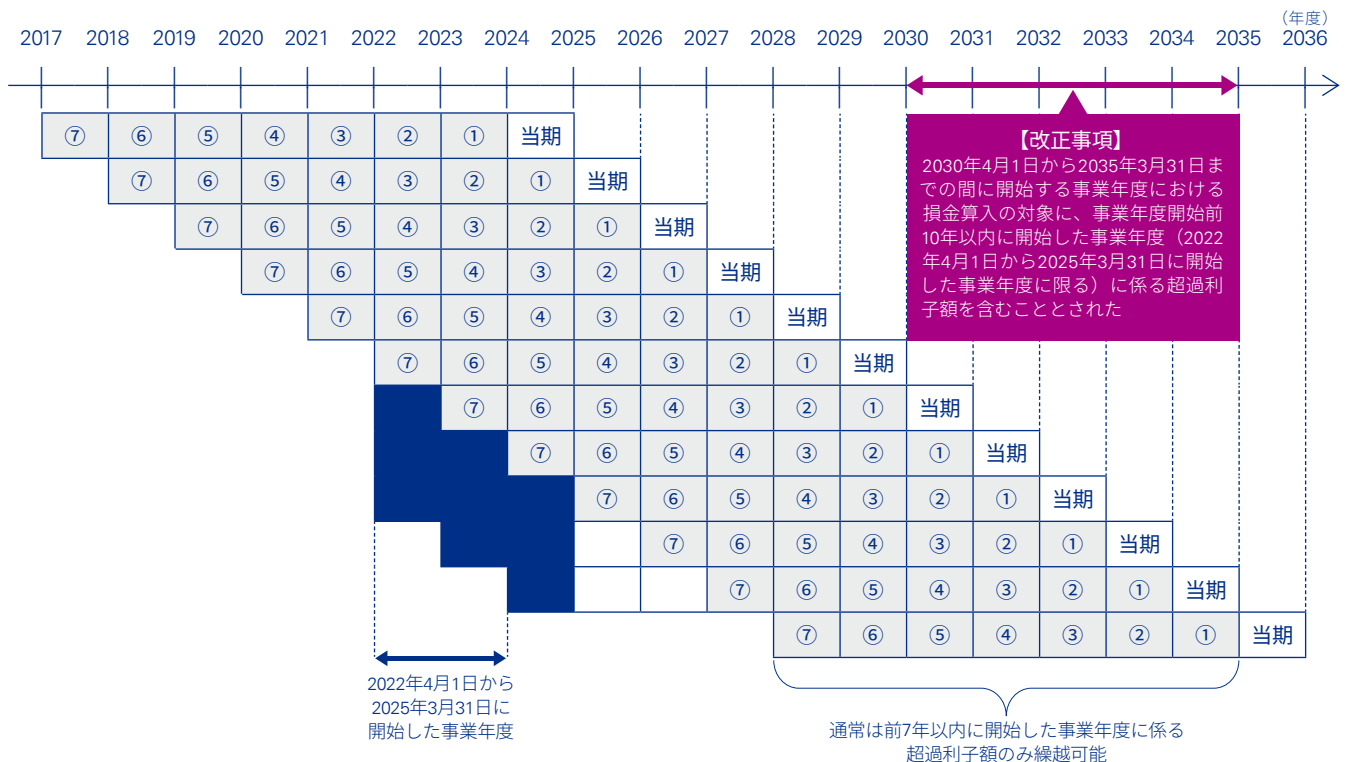 （年度）
2017 2018 2019 2020 2021 2022 2023 2024 2025 2026 2027 2028 2029 2030 2031 2032 2033 2034 2035 2036
⑦ ⑥ ⑤ ④ ③ ② ① 当期
⑦ ⑥ ⑤ ④ ③ ② ① 当期
⑦ ⑥ ⑤ ④ ③ ② ① 当期
⑦ ⑥ ⑤ ④ ③ ② ① 当期
⑦ ⑥ ⑤ ④ ③ ② ① 当期
⑦ ⑥ ⑤ ④ ③ ② ① 当期
⑦ ⑥ ⑤ ④ ③ ② ① 当期
⑦ ⑥ ⑤ ④ ③ ② ① 当期
⑦ ⑥ ⑤ ④ ③ ② ① 当期
⑦ ⑥ ⑤ ④ ③ ② ① 当期
⑦ ⑥ ⑤ ④ ③ ② ① 当期
⑦ ⑥ ⑤ ④ ③ ② ① 当期
【改正事項】
2030年4月1日から2035年3月31日ま
での間に開始する事業年度における
損金算入の対象に、事業年度開始前
10年以内に開始した事業年度（2022
年4月1日から2025年3月31日に開始
した事業年度に限る）に係る超過利
子額を含むこととされた
2022年4月1日から
2025年3月31日に
開始した事業年度
通常は前7年以内に開始した事業年度に係る
超過利子額のみ繰越可能